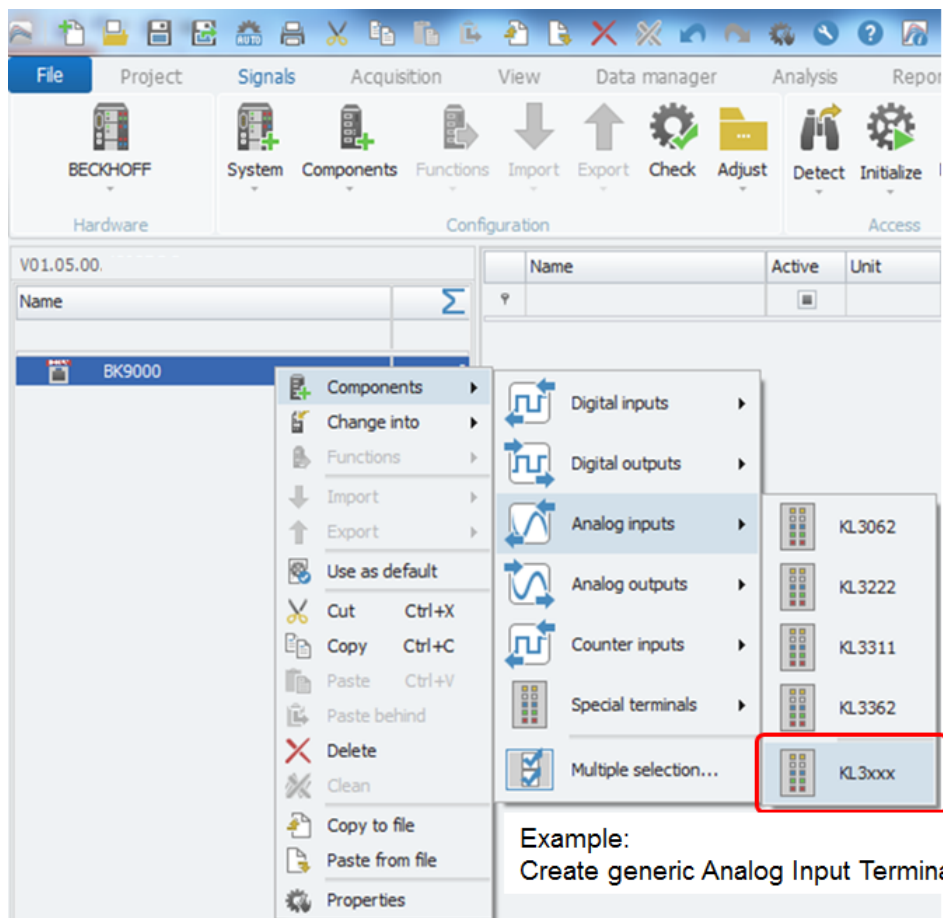 AUTO
File Project Signals Acquisition View Data manager Analysis Repor
BECKHOFF System Components Functions Import Export Check Adjust Detect Initialize
Hardware Configuration Access
V01.05.00.
Name Active Unit
Name Σ
BK9000
Components
Change into
Functions
Import
Export
Use as default
Cut Ctrl+X
Copy Ctrl+C
Paste Ctrl+V
Paste behind
Delete
Clean
Copy to file
Paste from file
Properties
Digital inputs
Digital outputs
Analog inputs
Analog outputs
Counter inputs
Special terminals
Multiple selection...
KL3062
KL3222
KL3311
KL3362
KL3xxx
Example:
Create generic Analog Input Termina